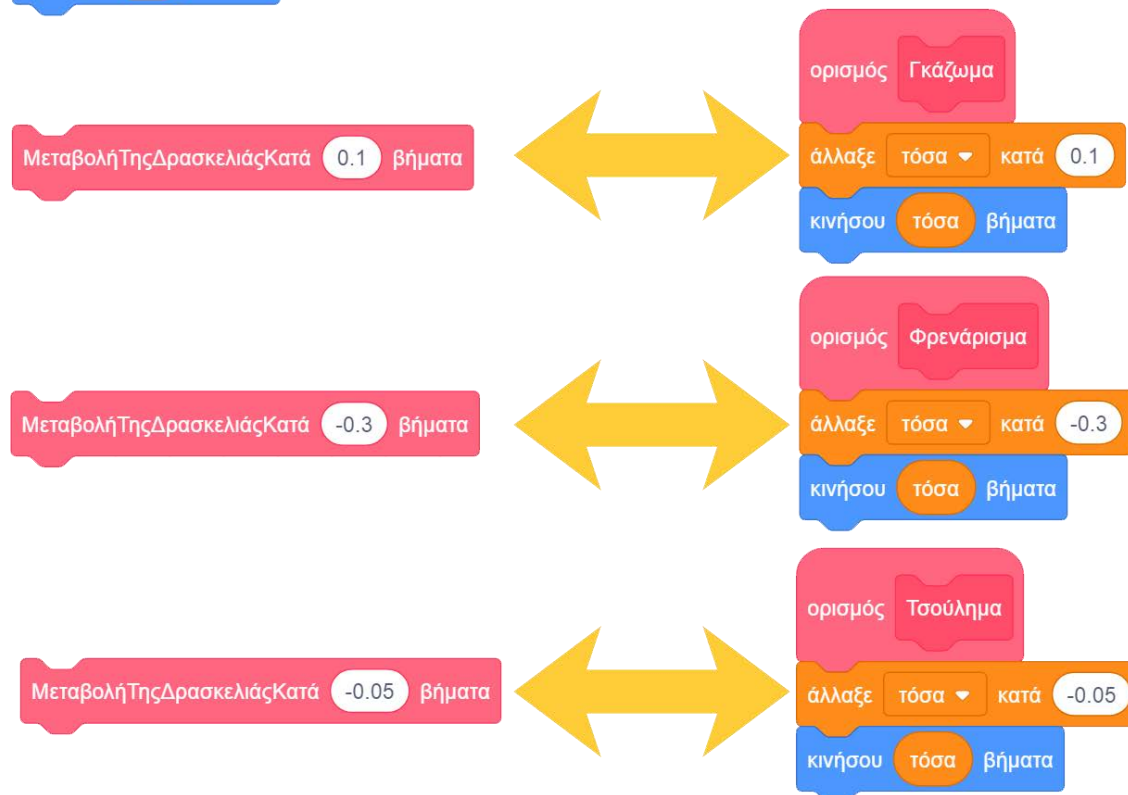 ορισμός Γκάζωμα
ΜεταβολήΤηςΔρασκελιάςΚατά 0.1 βήματα
άλλαξε τόσα κατά 0.1
κινήσου τόσα βήματα
ορισμός Φρενάρισμα
ΜεταβολήΤηςΔρασκελιάςΚατά -0.3 βήματα
άλλαξε τόσα κατά -0.3
κινήσου τόσα βήματα
ορισμός Τσούλημα
ΜεταβολήΤηςΔρασκελιάςΚατά -0.05 βήματα
άλλαξε τόσα κατά -0.05
κινήσου τόσα βήματα